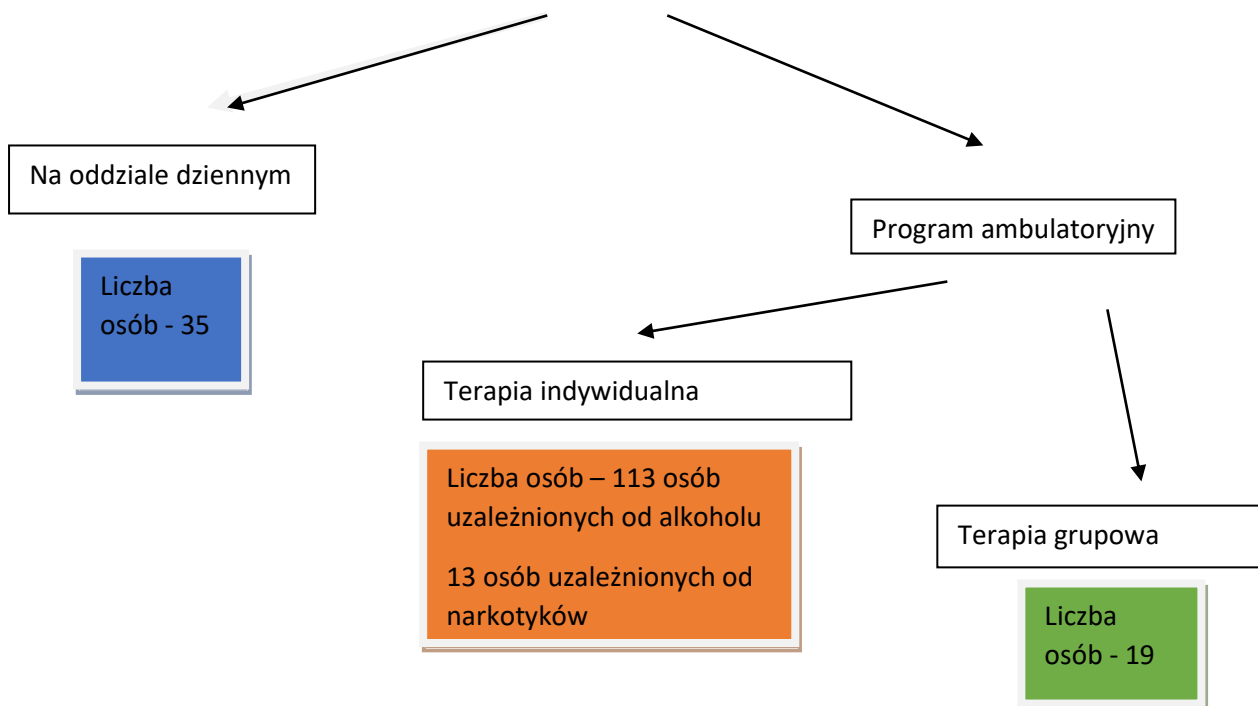 Na oddziale dziennym
Program ambulatoryjny
Liczba
osób - 35
Terapia indywidualna
Liczba osób – 113 osób
uzależnionych od alkoholu
13 osób uzależnionych od
narkotyków
Terapia grupowa
Liczba
osób - 19